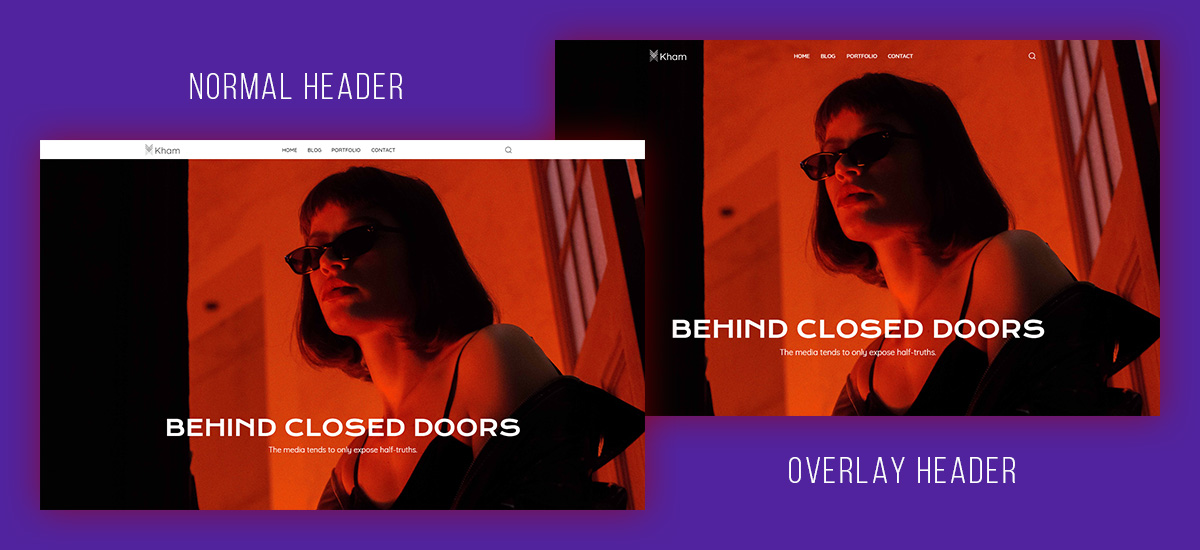 NORMAL HEADER
Kham HOME BLOG PORTFOLIO CONTACT
BEHIND CLOSED DOORS
The media tends to only expose half-truths.
Kham HOME BLOG PORTFOLIO CONTACT
BEHIND CLOSED DOORS
The media tends to only expose half-truths.
OVERLAY HEADER